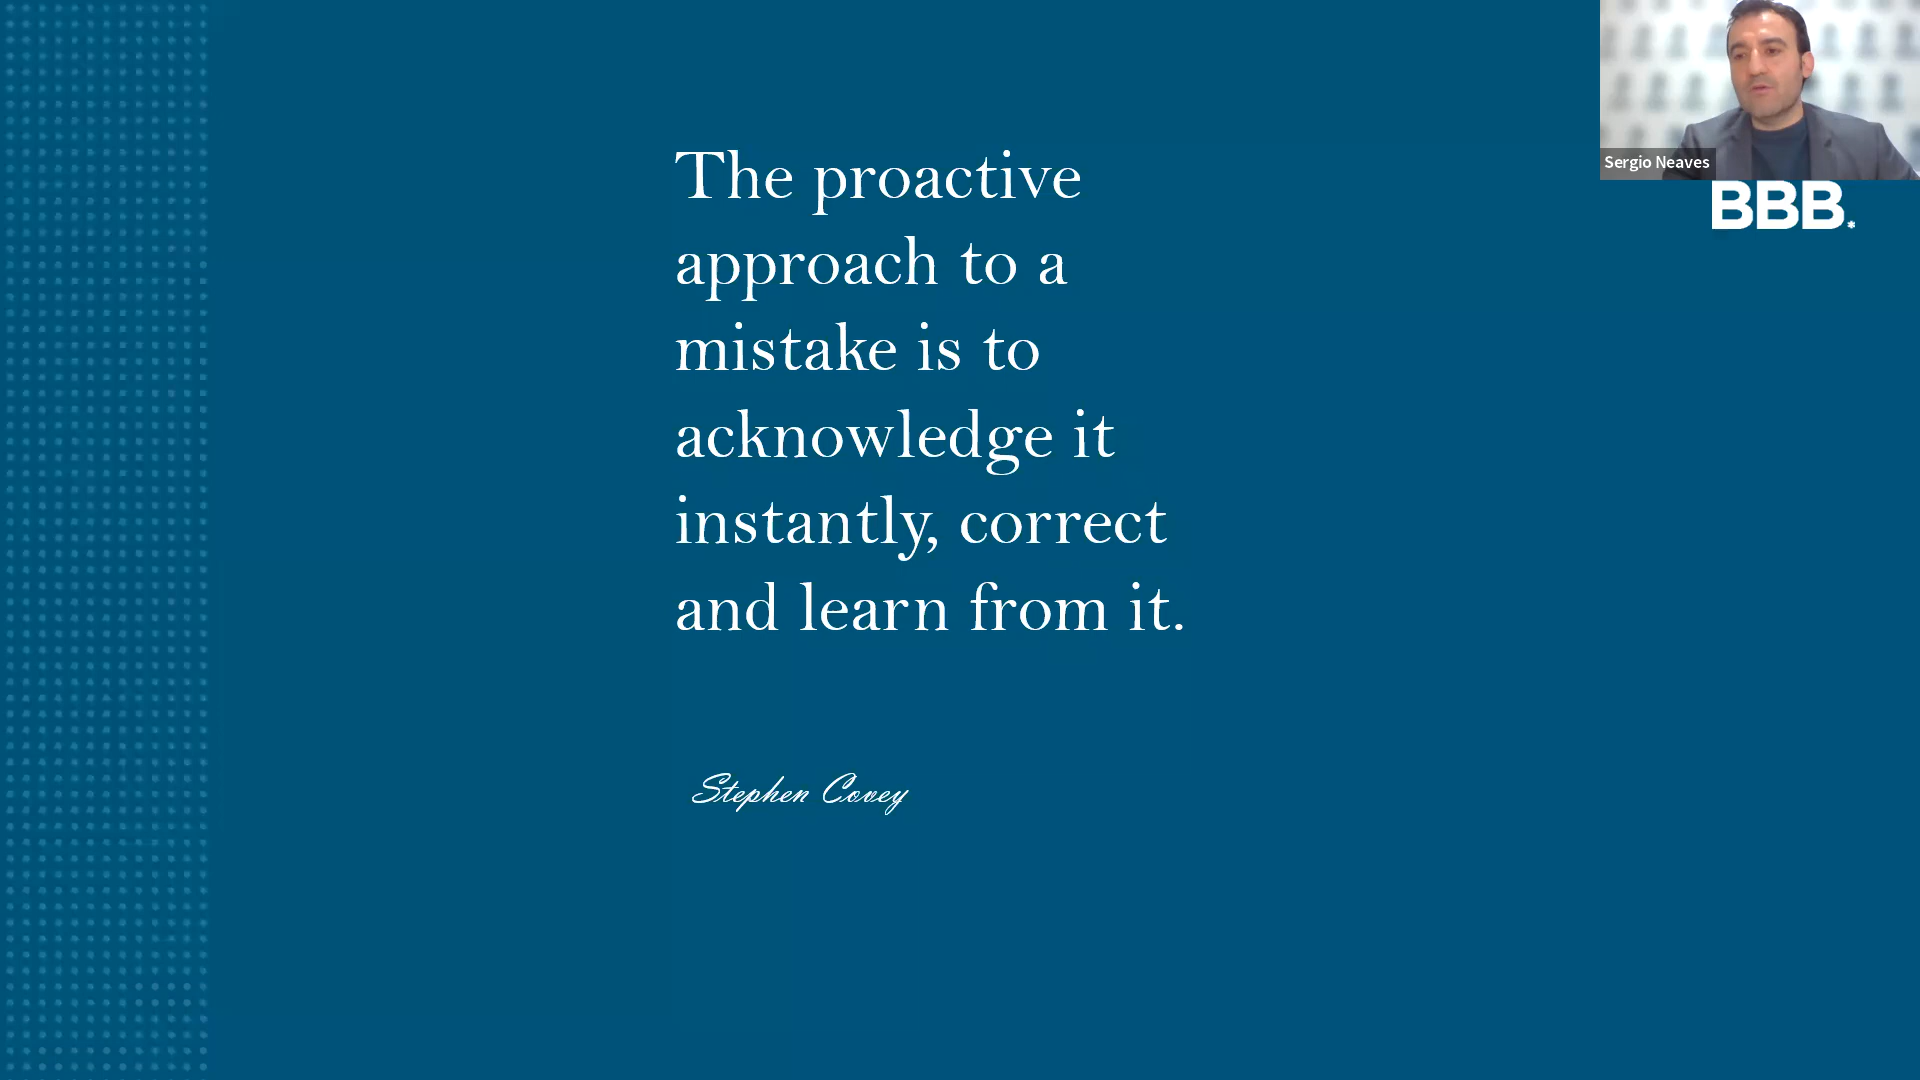 The proactive
approach to a
mistake is to
acknowledge it
instantly, correct
and learn from it.
Stephen Covey
Sergio Neaves
BBB.